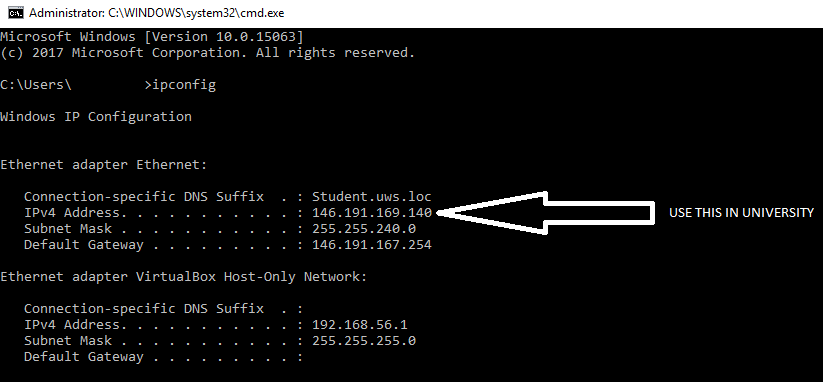 Administrator: C:\WINDOWS\system32\cmd.exe
Microsoft Windows [Version 10.0.15063]
(c) 2017 Microsoft Corporation. All rights reserved.
C:\Users\          >ipconfig
Windows IP Configuration
Ethernet adapter Ethernet:
Connection-specific DNS Suffix  . : Student.uws.loc
IPv4 Address. . . . . . . . . . . : 146.191.169.140 USE THIS IN UNIVERSITY
Subnet Mask . . . . . . . . . . . : 255.255.240.0
Default Gateway . . . . . . . . . : 146.191.167.254
Ethernet adapter VirtualBox Host-Only Network:
Connection-specific DNS Suffix  . :
IPv4 Address. . . . . . . . . . . : 192.168.56.1
Subnet Mask . . . . . . . . . . . : 255.255.255.0
Default Gateway . . . . . . . . . :